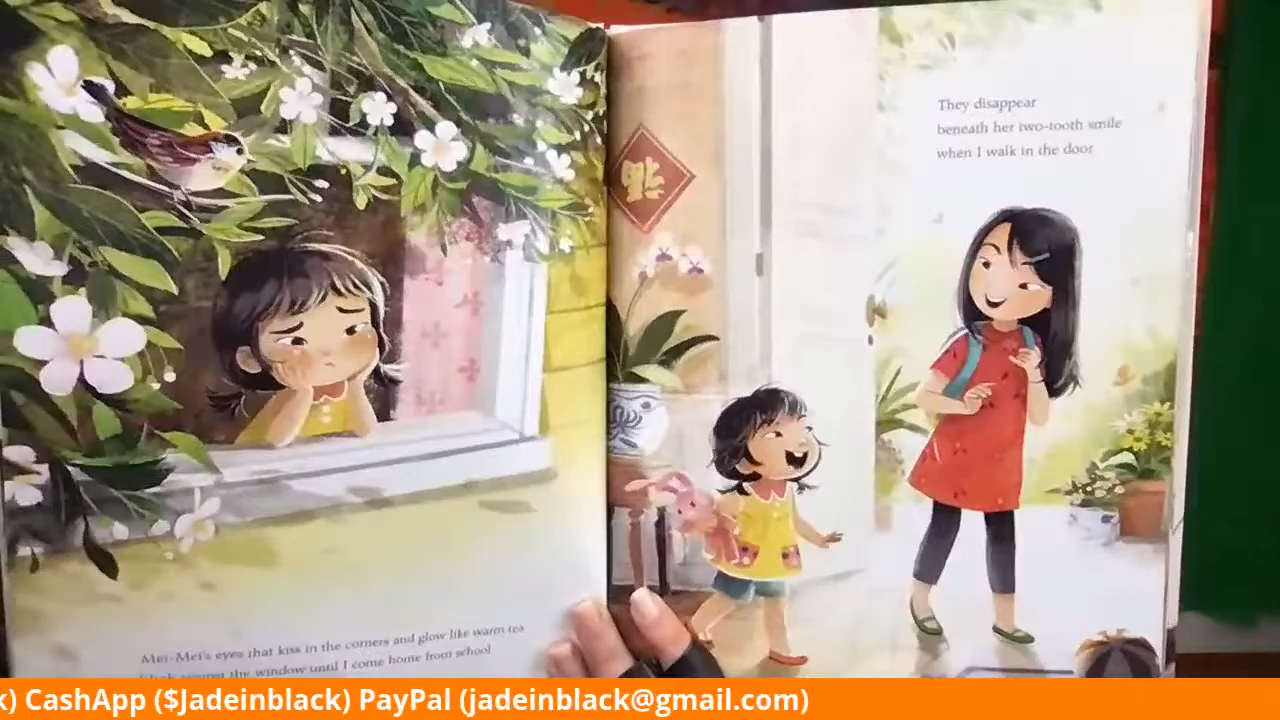 Mei-Mei's eyes that kiss in the corners and glow like warm tea
against the window until I come home from school
They disappear
beneath her two-tooth smile
when I walk in the door
福
k) CashApp ($Jadeinblack) PayPal (jadeinblack@gmail.com)